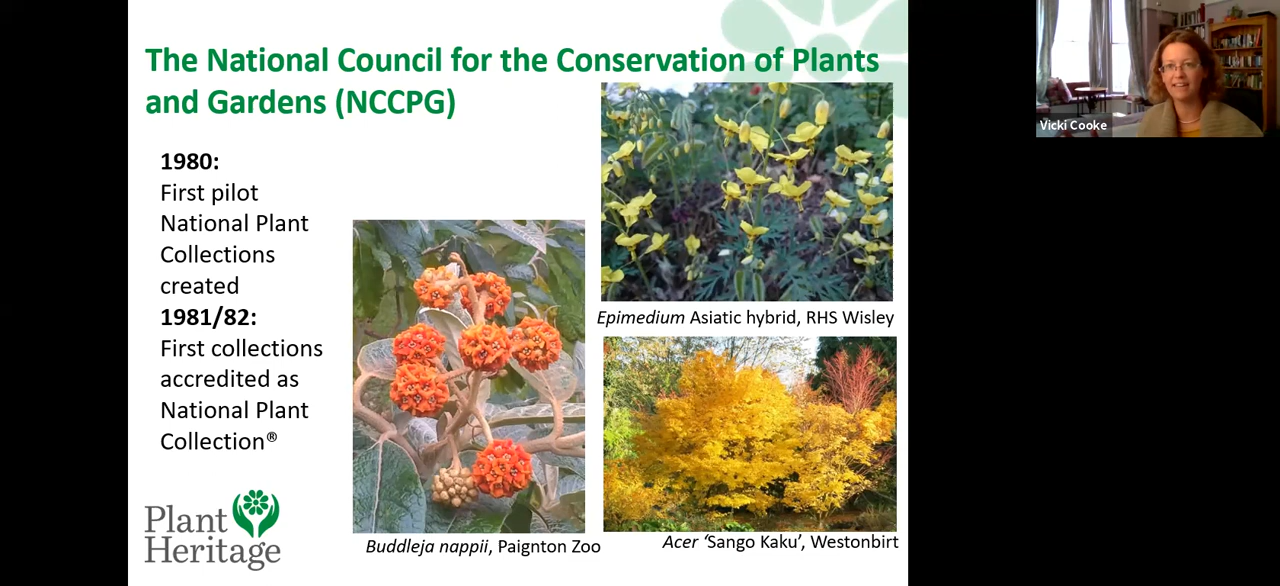 The National Council for the Conservation of Plants
and Gardens (NCCPG)
Vicki Cooke
1980:
First pilot
National Plant
Collections
created
1981/82:
First collections
accredited as
National Plant
Collection®
Epimedium Asiatic hybrid, RHS Wisley
Buddleja nappii, Paignton Zoo
Acer ‘Sango Kaku’, Westonbirt
Plant
Heritage